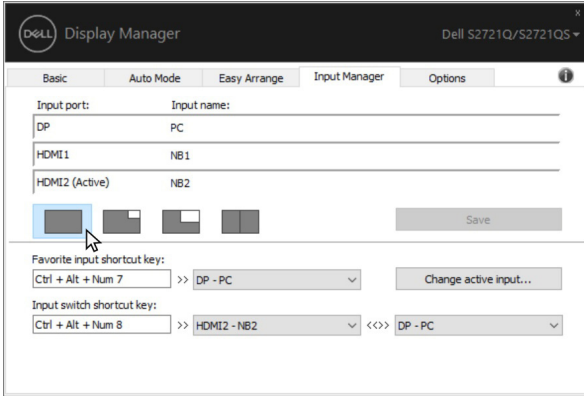 x
DELL Display Manager Dell S2721Q/S2721QS
Basic Auto Mode Easy Arrange Input Manager Options i
Input port: Input name:
DP PC
HDMI1 NB1
HDMI2 (Active) NB2
Save
Favorite input shortcut key:
Ctrl + Alt + Num 7 >> DP - PC Change active input...
Input switch shortcut key:
Ctrl + Alt + Num 8 >> HDMI2 - NB2 <<>> DP - PC